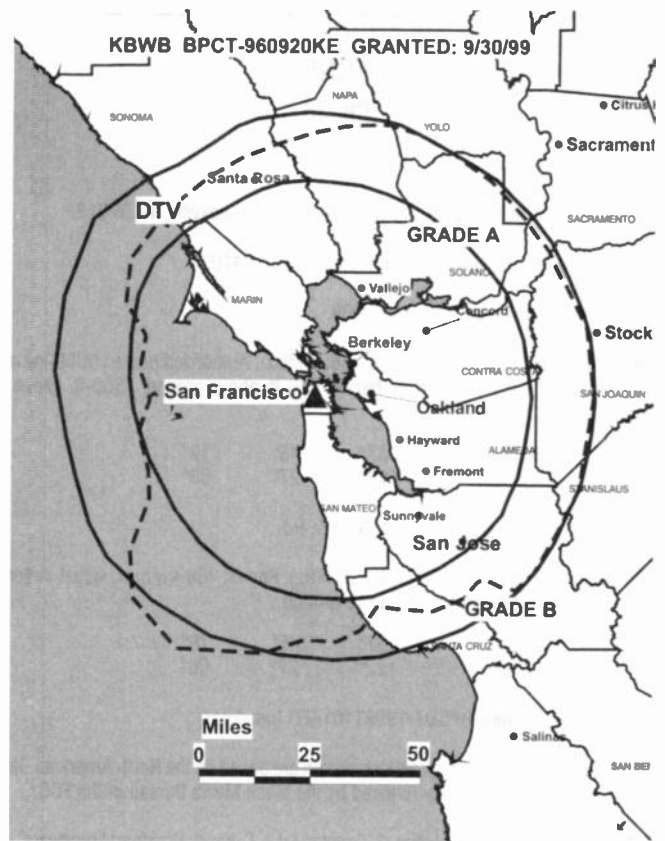 KBWB BPCT-960920KE GRANTED: 9/30/99
NAPA
SONOMA
Citrus
YOLO
Sacrament
Santa Rosa
DTV
SACRAMENTO
GRADE A
SOLANO
Vallejo
MARIN
Concord
Stock
Berkeley
CONTRA COSTA
San Francisco
SAN JOAQUIN
Oakland
Hayward
ALAMEDA
Fremont
STANISLAUS
SAN MATEO
Sunnyvale
San Jose
GRADE B
SANTA CRUZ
Miles
0 25 50
Salinas
SAN BEN